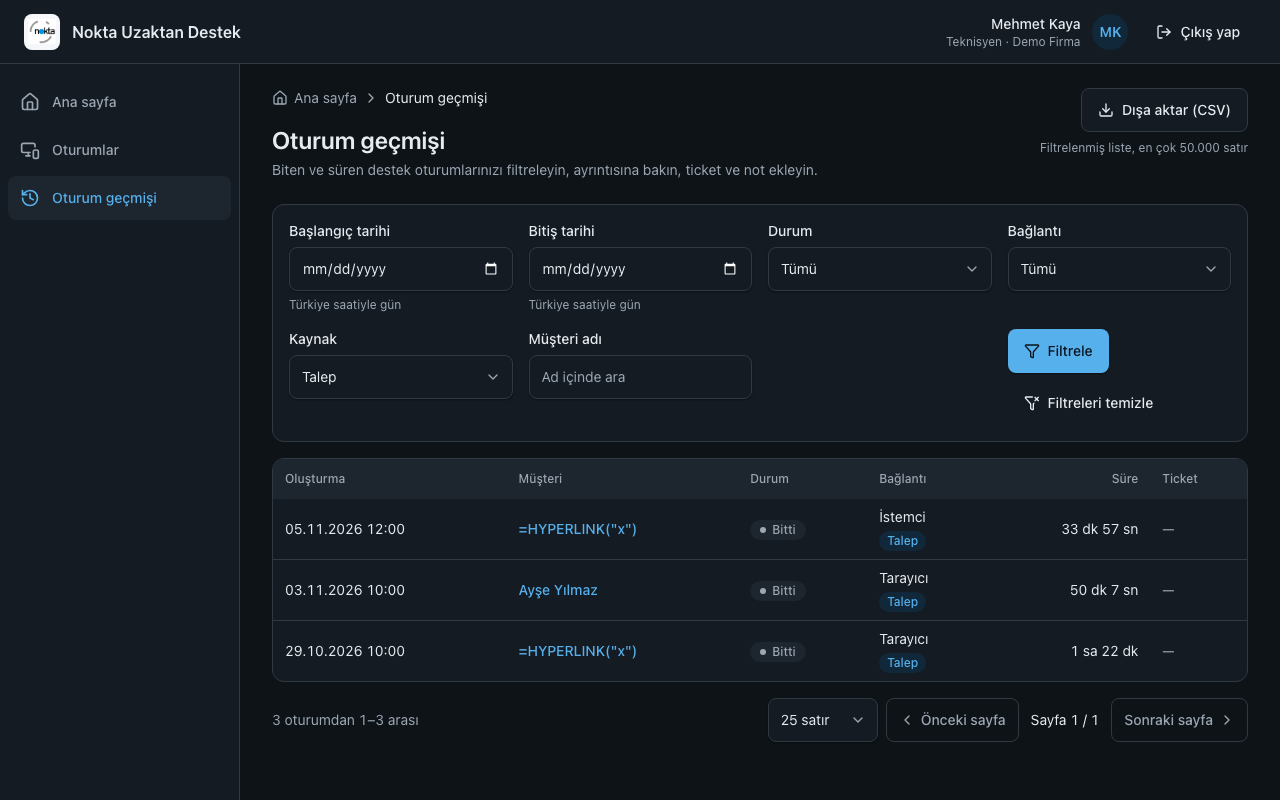 nokta
Nokta Uzaktan Destek
Mehmet Kaya
Teknisyen · Demo Firma
MK
Çıkış yap
Ana sayfa
Oturumlar
Oturum geçmişi
Ana sayfa
Oturum geçmişi
Dışa aktar (CSV)
Filtrelenmiş liste, en çok 50.000 satır
Oturum geçmişi
Biten ve süren destek oturumlarınızı filtreleyin, ayrıntısına bakın, ticket ve not ekleyin.
Başlangıç tarihi
mm/dd/yyyy
Türkiye saatiyle gün
Bitiş tarihi
mm/dd/yyyy
Türkiye saatiyle gün
Durum
Tümü
Bağlantı
Tümü
Kaynak
Talep
Müşteri adı
Ad içinde ara
Filtrele
Filtreleri temizle
Oluşturma Müşteri Durum Bağlantı Süre Ticket
05.11.2026 12:00 =HYPERLINK("x") Bitti İstemci 33 dk 57 sn —
Talep
03.11.2026 10:00 Ayşe Yılmaz Bitti Tarayıcı 50 dk 7 sn —
Talep
29.10.2026 10:00 =HYPERLINK("x") Bitti Tarayıcı 1 sa 22 dk —
Talep
3 oturumdan 1–3 arası
25 satır
Önceki sayfa
Sayfa 1 / 1
Sonraki sayfa